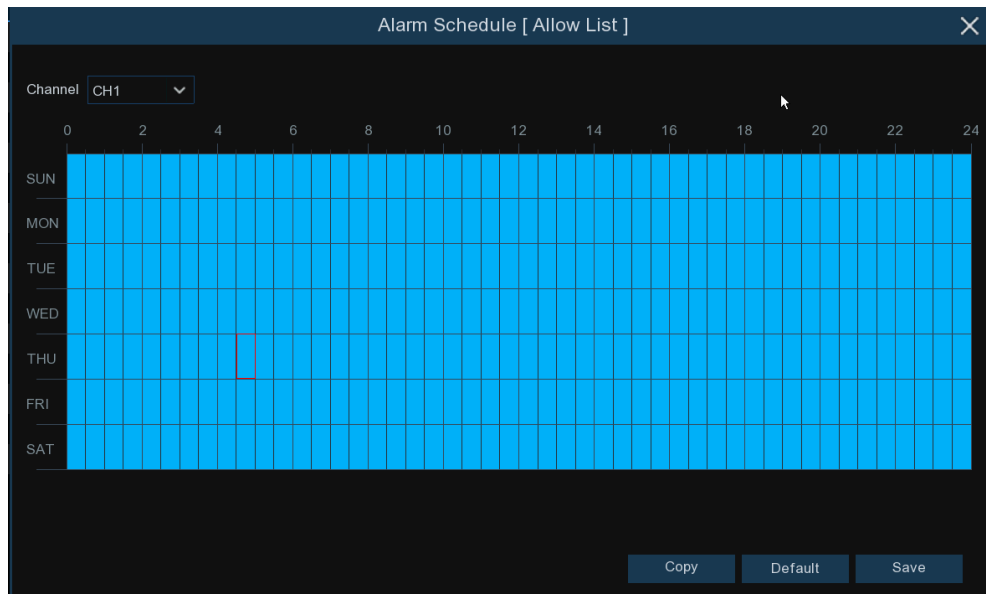 Alarm Schedule [ Allow List ]
Channel CH1
0 2 4 6 8 10 12 14 16 18 20 22 24
SUN
MON
TUE
WED
THU
FRI
SAT
Copy Default Save